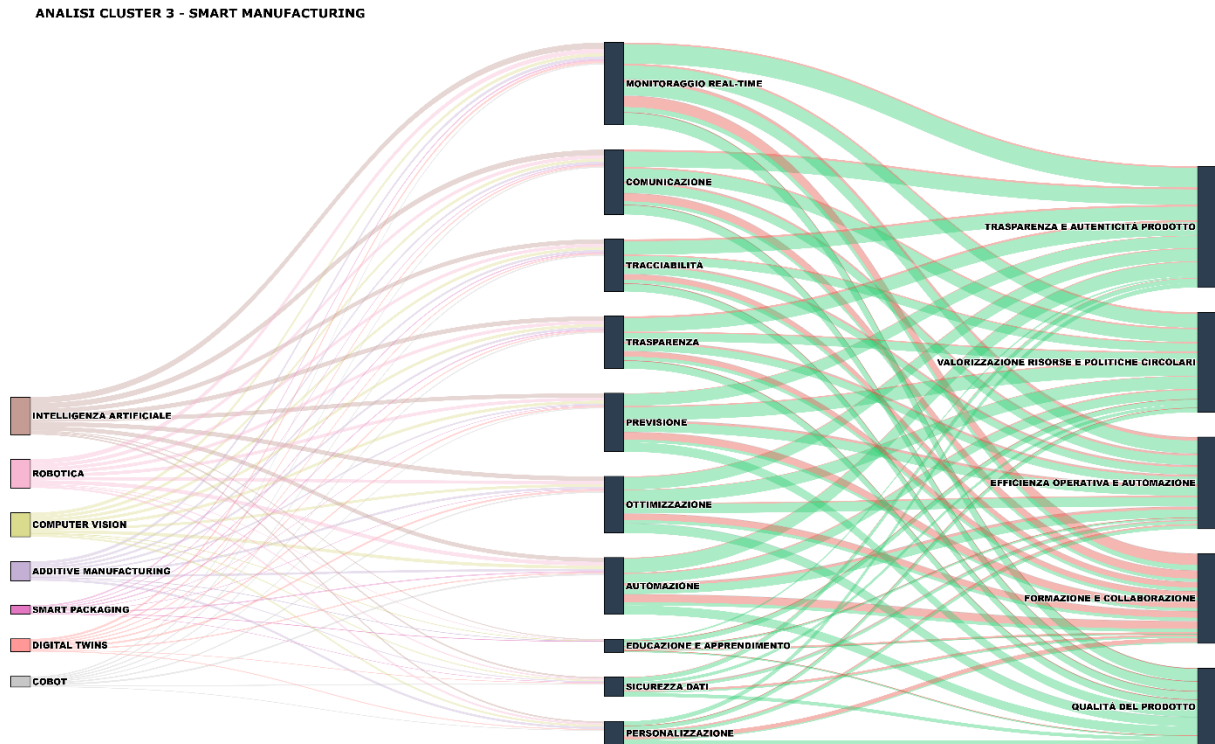 ANALISI CLUSTER 3 - SMART MANUFACTURING
INTELLIGENZA ARTIFICIALE
ROBOTICA
COMPUTER VISION
ADDITIVE MANUFACTURING
SMART PACKAGING
DIGITAL TWINS
COBOT
MONITORAGGIO REAL-TIME
COMUNICAZIONE
TRACCIABILITÀ
TRASPARENZA
PREVISIONE
OTTIMIZZAZIONE
AUTOMAZIONE
EDUCAZIONE E APPRENDIMENTO
SICUREZZA DATI
PERSONALIZZAZIONE
TRASPARENZA E AUTENTICITÀ PRODOTTO
VALORIZZAZIONE RISORSE E POLITICHE CIRCOLARI
EFFICIENZA OPERATIVA E AUTOMAZIONE
FORMAZIONE E COLLABORAZIONE
QUALITÀ DEL PRODOTTO